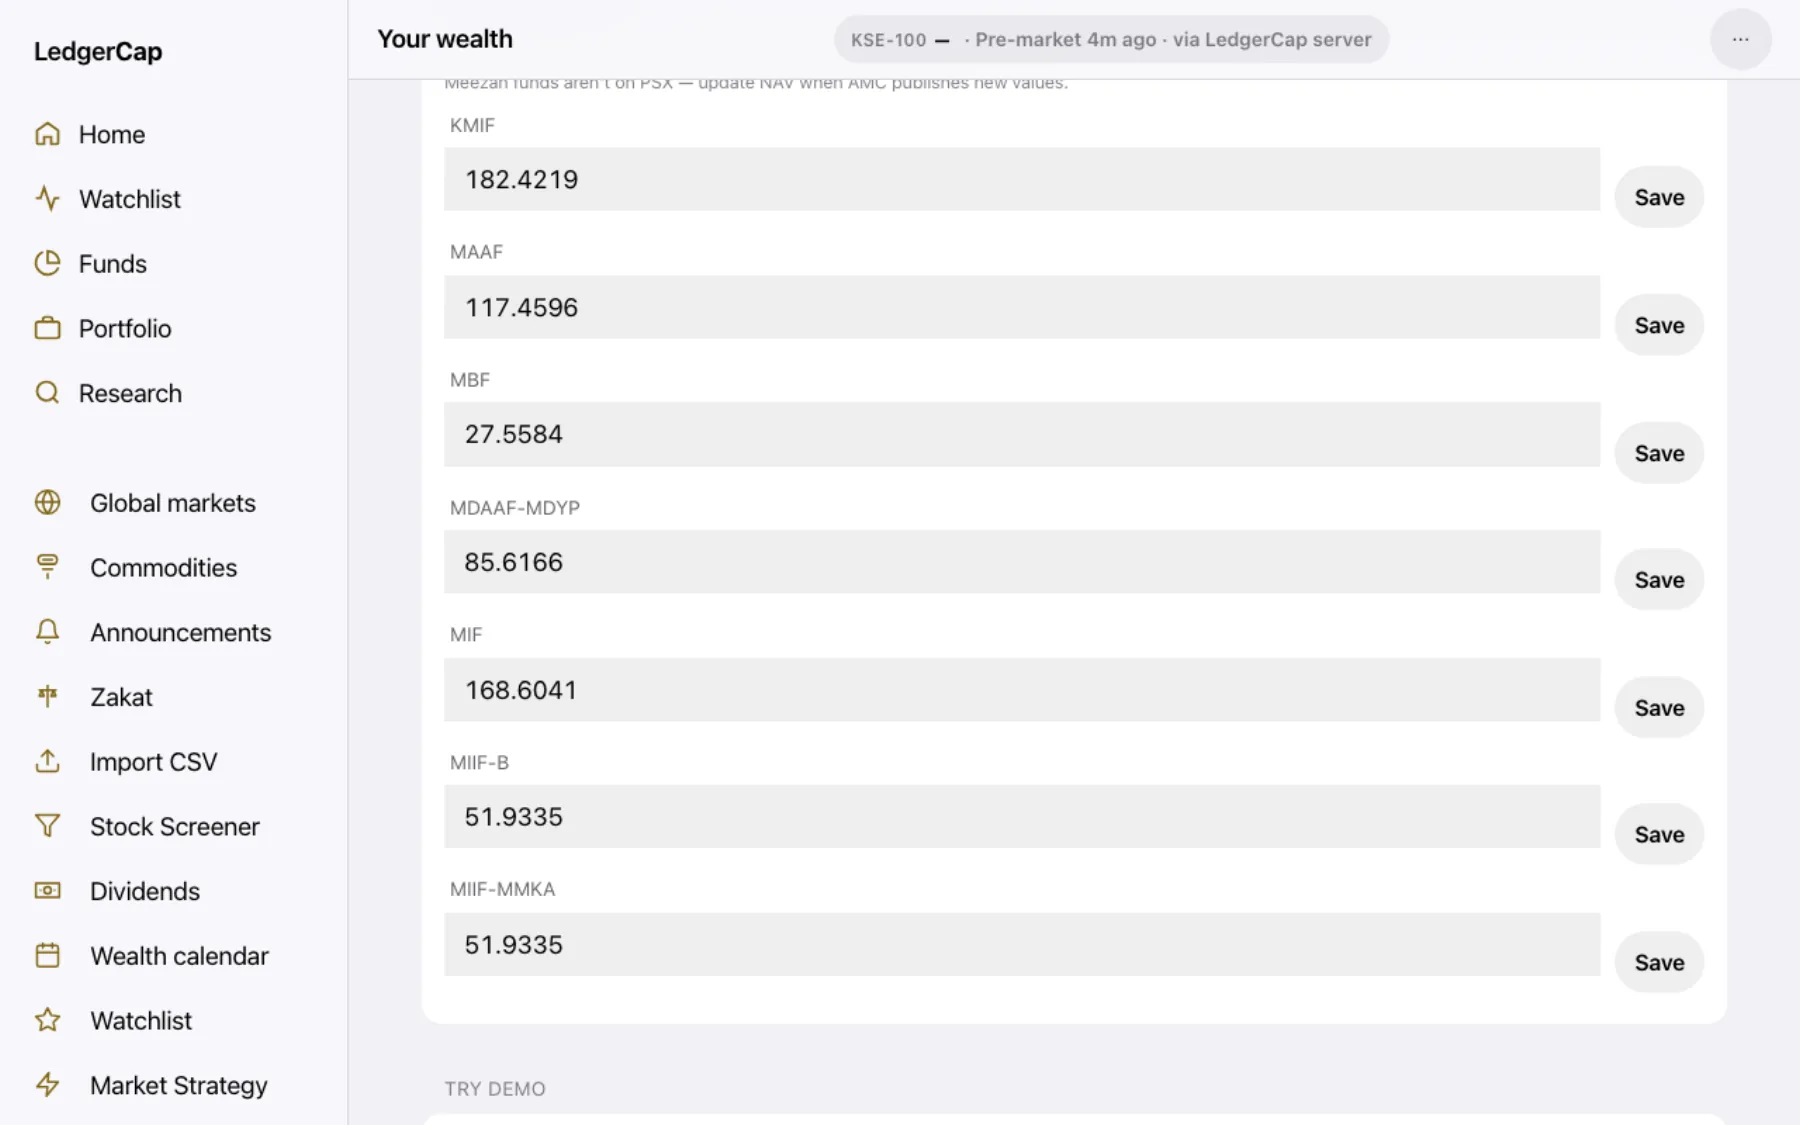 LedgerCap
Home
Watchlist
Funds
Portfolio
Research
Global markets
Commodities
Announcements
Zakat
Import CSV
Stock Screener
Dividends
Wealth calendar
Watchlist
Market Strategy
Your wealth
KSE-100 — · Pre-market 4m ago · via LedgerCap server
...
Meezan funds aren't on PSX — update NAV when AMC publishes new values.
KMIF
182.4219
Save
MAAF
117.4596
Save
MBF
27.5584
Save
MDAAF-MDYP
85.6166
Save
MIF
168.6041
Save
MIIF-B
51.9335
Save
MIIF-MMKA
51.9335
Save
TRY DEMO